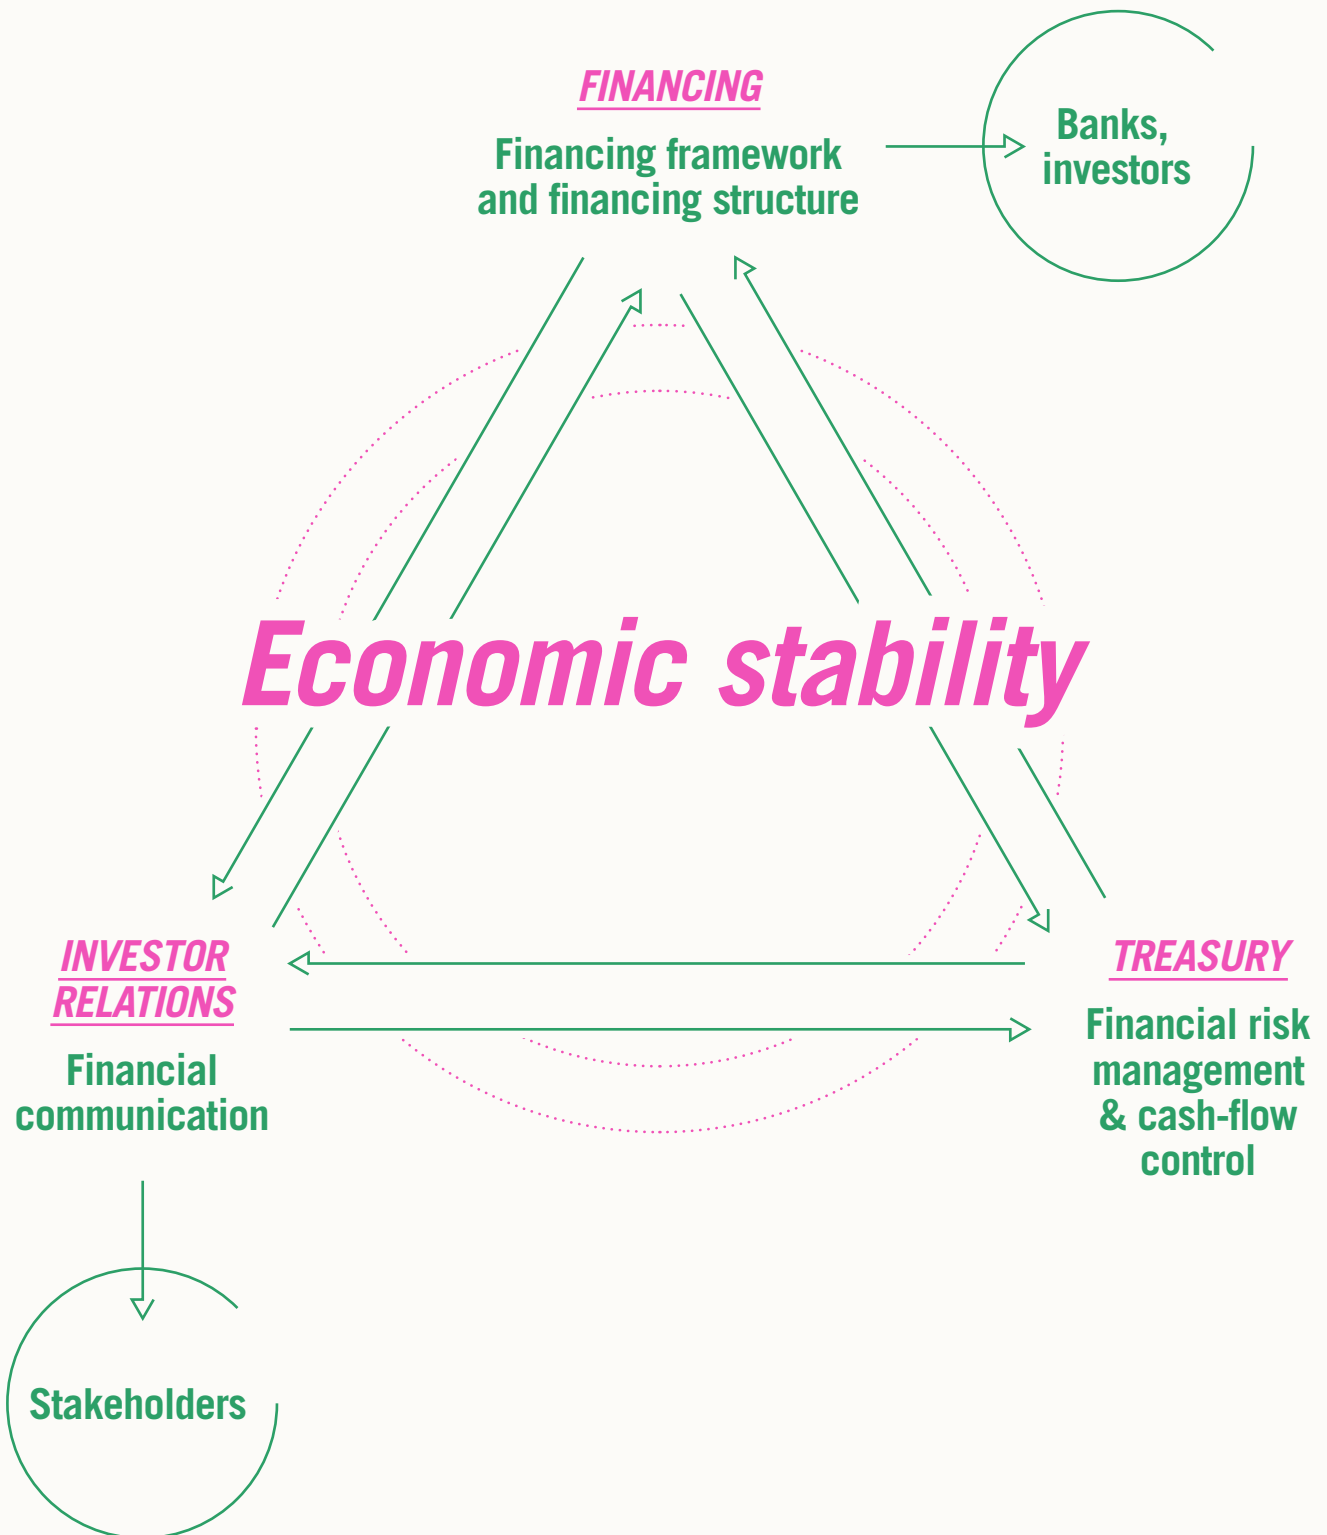 FINANCING
Financing framework
and financing structure
Banks,
investors
Economic stability
INVESTOR
RELATIONS
Financial
communication
TREASURY
Financial risk
management
& cash-flow
control
Stakeholders